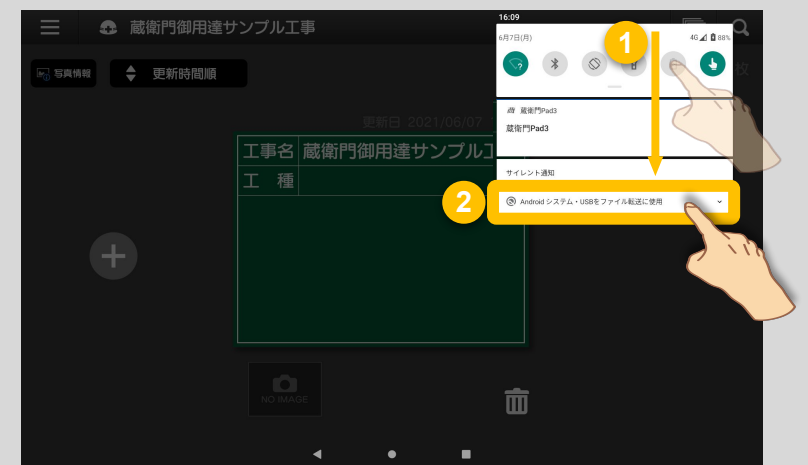 蔵衛門御用達サンプル工事
16:09
6月7日(月)
4G 88%
1
写真情報
更新時間順
枚
蔵衛門Pad3
蔵衛門Pad3
更新日 2021/06/07
工事名 蔵衛門御用達サンプル工
工 種
サイレント通知
2
Android システム・USBをファイル転送に使用
NO IMAGE